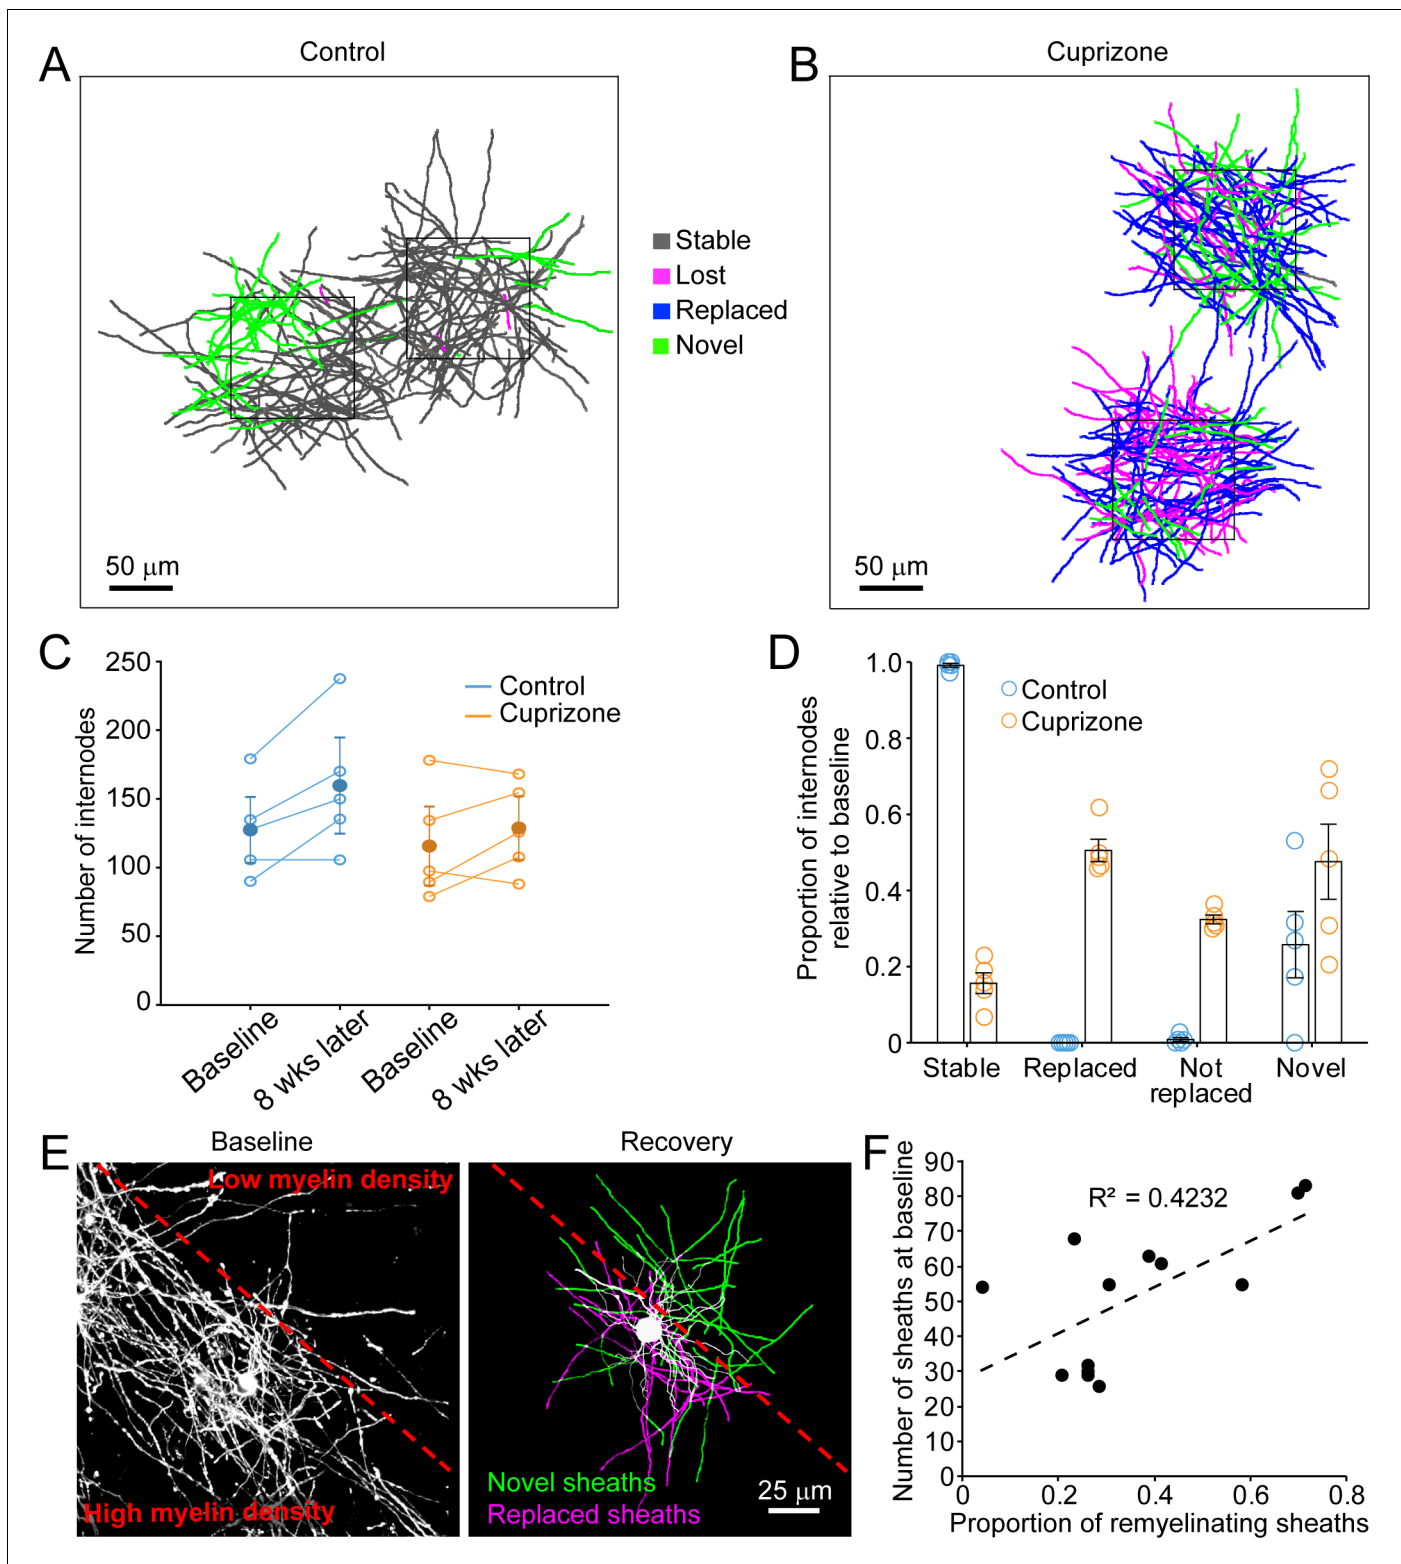 A
Control
B
Cuprizone
Stable
Lost
Replaced
Novel
50 µm
50 µm
C
250
200
150
100
50
0
Number of internodes
Control
Cuprizone
Baseline
8 wks later
Baseline
8 wks later
D
1.0
0.8
0.6
0.4
0.2
0
Proportion of internodes
relative to baseline
Control
Cuprizone
Stable
Replaced
Not
replaced
Novel
E
Baseline
Low myelin density
High myelin density
Recovery
Novel sheaths
Replaced sheaths
25 µm
F
90
80
70
60
50
40
30
20
10
0
Number of sheaths at baseline
R² = 0.4232
0
0.2
0.4
0.6
0.8
Proportion of remyelinating sheaths